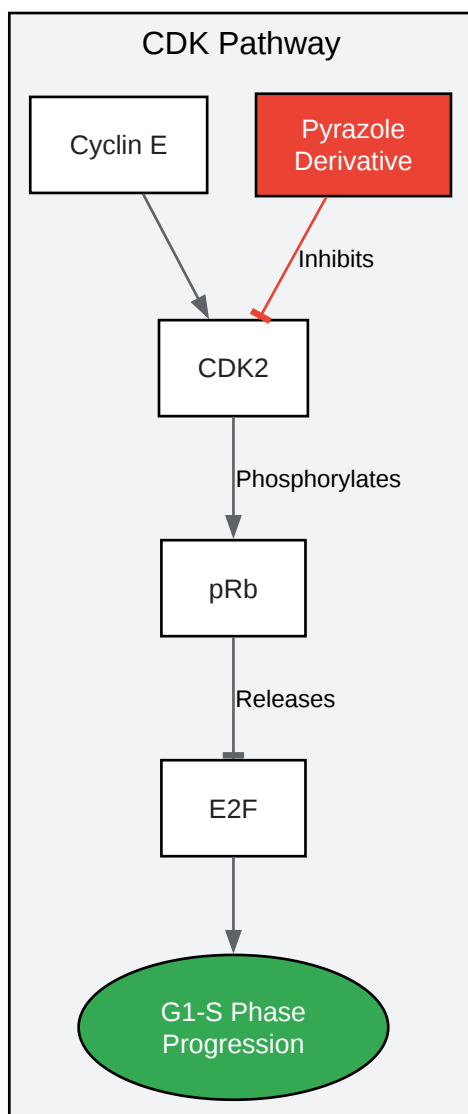 CDK Pathway
Cyclin E
Pyrazole
Derivative
Inhibits
CDK2
Phosphorylates
pRb
Releases
E2F
G1-S Phase
Progression